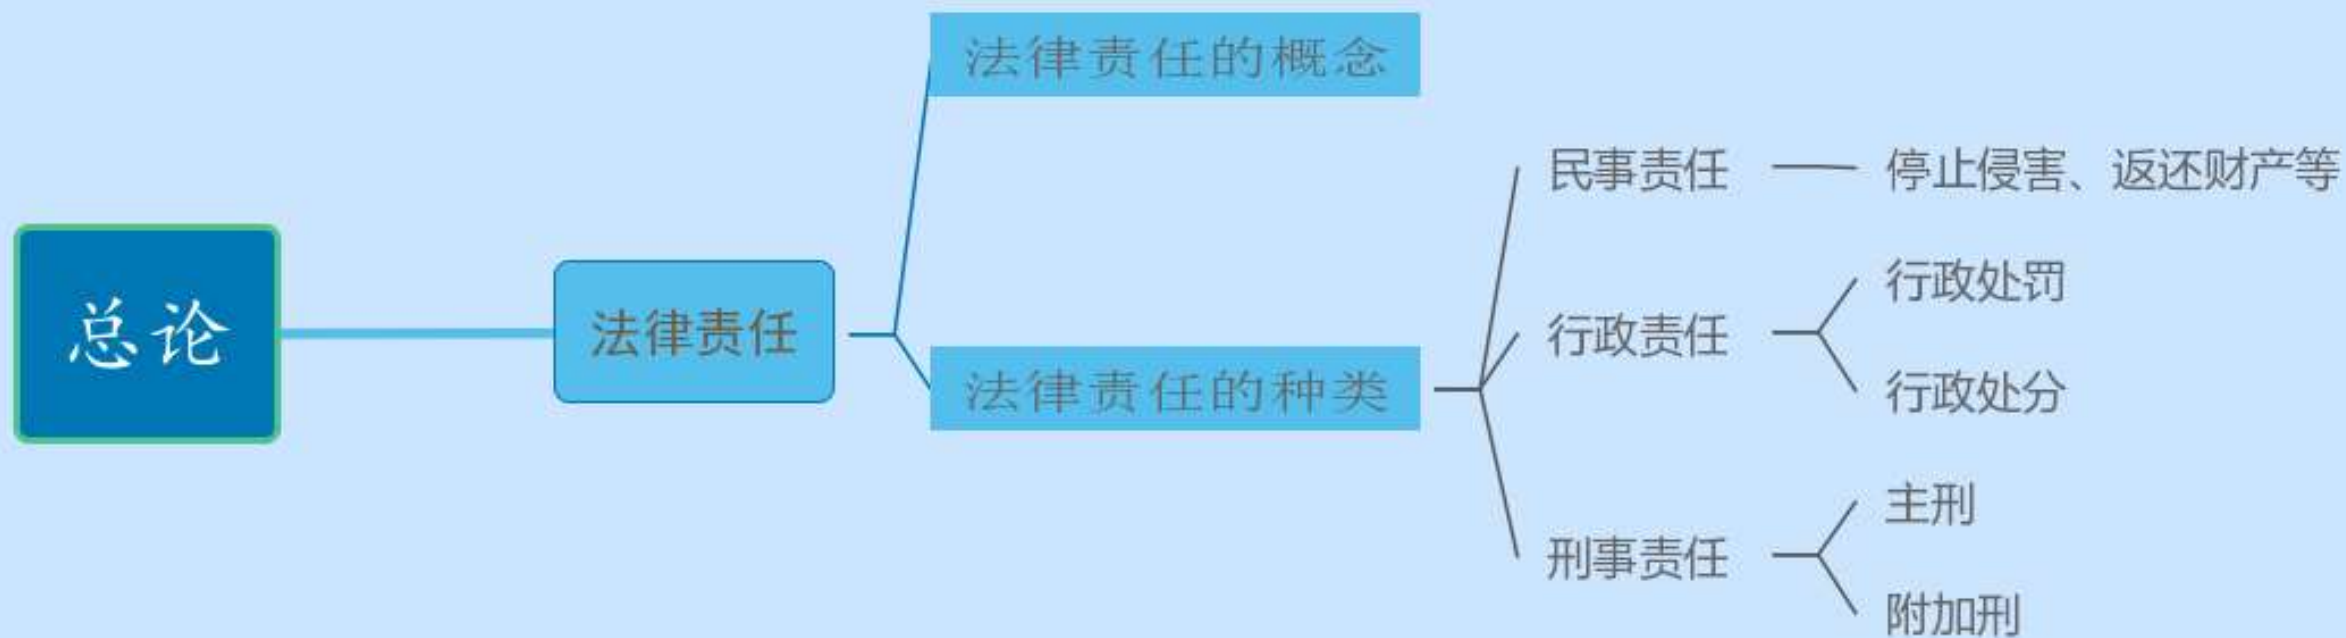 总论
法律责任
法律责任的概念
法律责任的种类
民事责任
停止侵害、返还财产等
行政责任
行政处罚
行政处分
刑事责任
主刑
附加刑